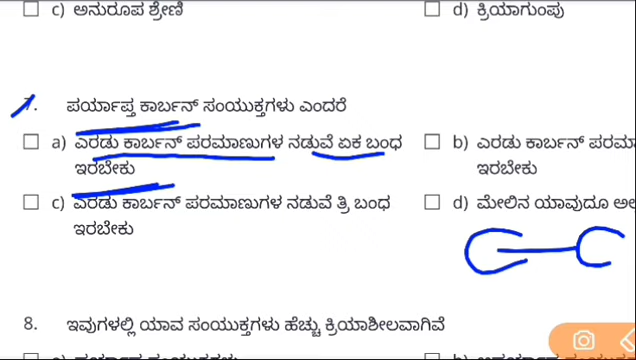 c) ಅನುರೂಪ ಶ್ರೇಣಿ
d) ಕ್ರಿಯಾಗುಂಪು
7. ಪರ್ಯಾಪ್ತ ಕಾರ್ಬನ್ ಸಂಯುಕ್ತಗಳು ಎಂದರೆ
a) ಎರಡು ಕಾರ್ಬನ್ ಪರಮಾಣುಗಳ ನಡುವೆ ಏಕ ಬಂಧ
ಇರಬೇಕು
b) ಎರಡು ಕಾರ್ಬನ್
ಇರಬೇಕು
c) ಎರಡು ಕಾರ್ಬನ್ ಪರಮಾಣುಗಳ ನಡುವೆ ತ್ರಿ ಬಂಧ
ಇರಬೇಕು
d) ಮೇಲಿನ ಯಾವುದೂ
C C
8. ಇವುಗಳಲ್ಲಿ ಯಾವ ಸಂಯುಕ್ತಗಳು ಹೆಚ್ಚು ಕ್ರಿಯಾಶೀಲವಾಗಿವೆ